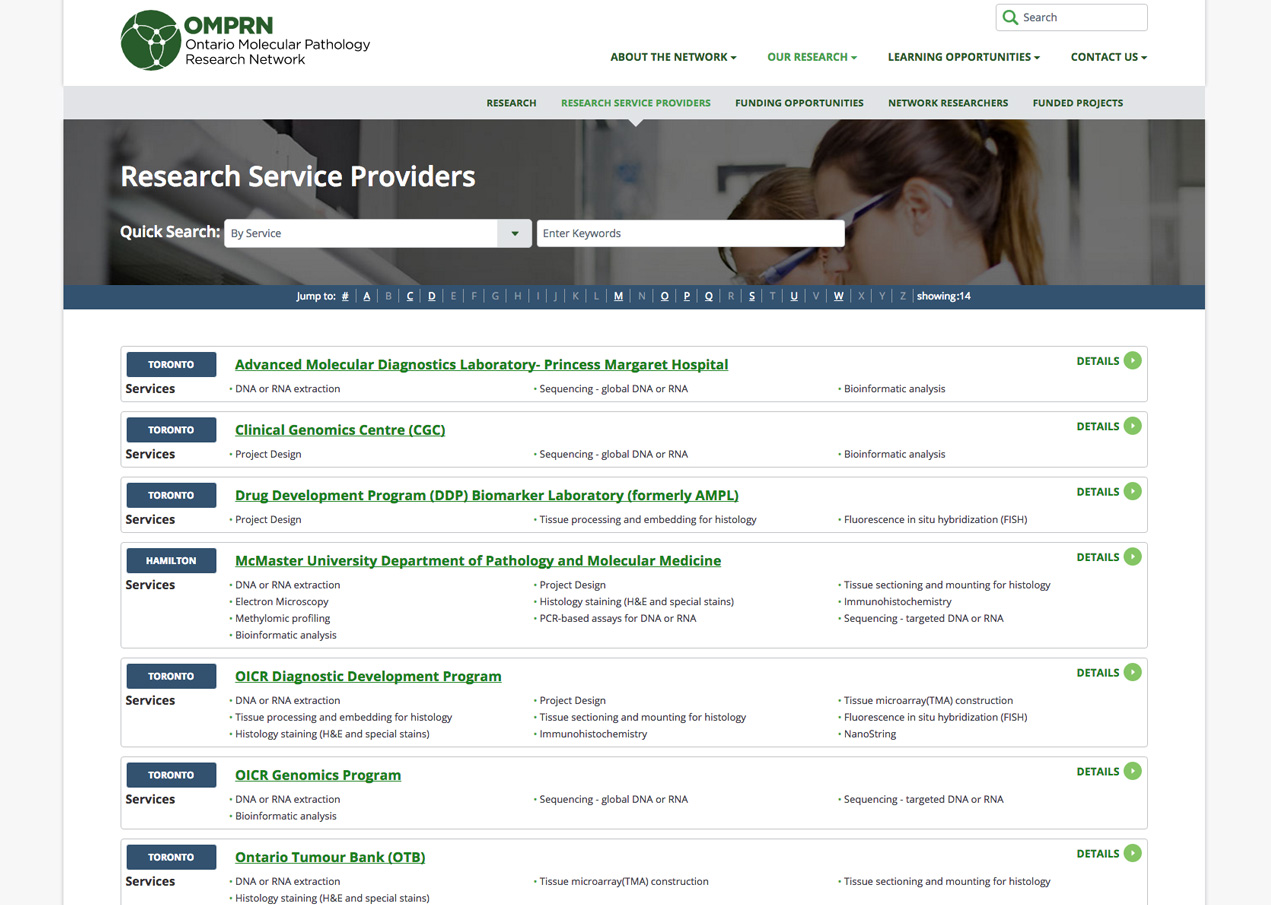 OMPRN
Ontario Molecular Pathology
Research Network
Search
ABOUT THE NETWORK OUR RESEARCH LEARNING OPPORTUNITIES CONTACT US
RESEARCH RESEARCH SERVICE PROVIDERS FUNDING OPPORTUNITIES NETWORK RESEARCHERS FUNDED PROJECTS
Research Service Providers
Quick Search: By Service Enter Keywords
Jump to: # | A | B | C | D | E | F | G | H | I | J | K | L | M | N | O | P | Q | R | S | T | U | V | W | X | Y | Z | showing:14
TORONTO Advanced Molecular Diagnostics Laboratory- Princess Margaret Hospital DETAILS
Services • DNA or RNA extraction • Sequencing - global DNA or RNA • Bioinformatic analysis
TORONTO Clinical Genomics Centre (CGC) DETAILS
Services • Project Design • Sequencing - global DNA or RNA • Bioinformatic analysis
TORONTO Drug Development Program (DDP) Biomarker Laboratory (formerly AMPL) DETAILS
Services • Project Design • Tissue processing and embedding for histology • Fluorescence in situ hybridization (FISH)
HAMILTON McMaster University Department of Pathology and Molecular Medicine DETAILS
Services • DNA or RNA extraction • Project Design • Tissue sectioning and mounting for histology
• Electron Microscopy • Histology staining (H&E and special stains) • Immunohistochemistry
• Methylomic profiling • PCR-based assays for DNA or RNA • Sequencing - targeted DNA or RNA
• Bioinformatic analysis
TORONTO OICR Diagnostic Development Program DETAILS
Services • DNA or RNA extraction • Project Design • Tissue microarray(TMA) construction
• Tissue processing and embedding for histology • Tissue sectioning and mounting for histology • Fluorescence in situ hybridization (FISH)
• Histology staining (H&E and special stains) • Immunohistochemistry • NanoString
TORONTO OICR Genomics Program DETAILS
Services • DNA or RNA extraction • Sequencing - global DNA or RNA • Sequencing - targeted DNA or RNA
• Bioinformatic analysis
TORONTO Ontario Tumour Bank (OTB) DETAILS
Services • DNA or RNA extraction • Tissue microarray(TMA) construction • Tissue sectioning and mounting for histology
• Histology staining (H&E and special stains)